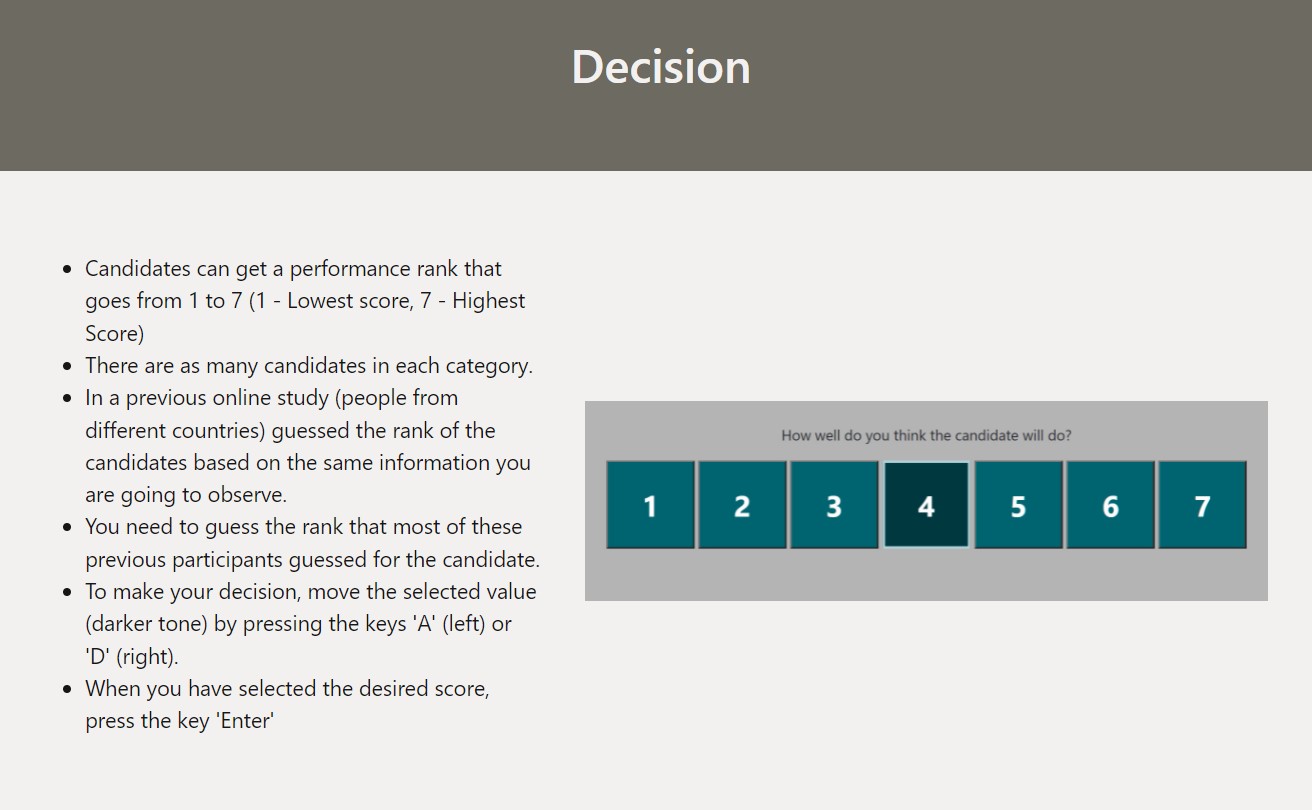 Decision
• Candidates can get a performance rank that
goes from 1 to 7 (1 - Lowest score, 7 - Highest
Score)
• There are as many candidates in each category.
• In a previous online study (people from
different countries) guessed the rank of the
candidates based on the same information you
are going to observe.
• You need to guess the rank that most of these
previous participants guessed for the candidate.
• To make your decision, move the selected value
(darker tone) by pressing the keys 'A' (left) or
'D' (right).
• When you have selected the desired score,
press the key 'Enter'
How well do you think the candidate will do?
1 2 3 4 5 6 7